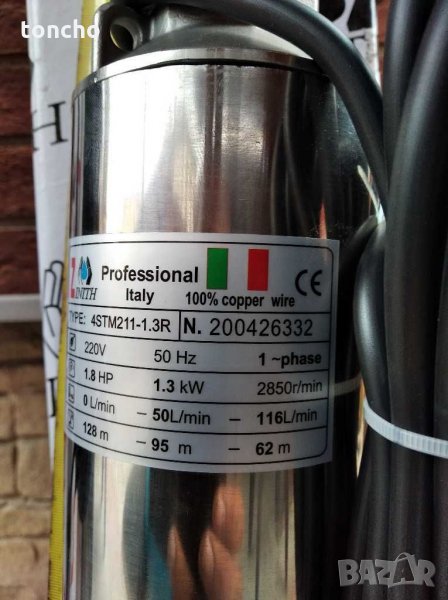 toncho
Professional
Italy
100% copper wire
CE
ZINITH
TYPE: 4STM211-1.3R
N. 200426332
220V 50 Hz 1~phase
1.8 HP 1.3 kW 2850r/min
0 L/min – 50L/min – 116L/min
128 m – 95 m – 62 m
BAZAR